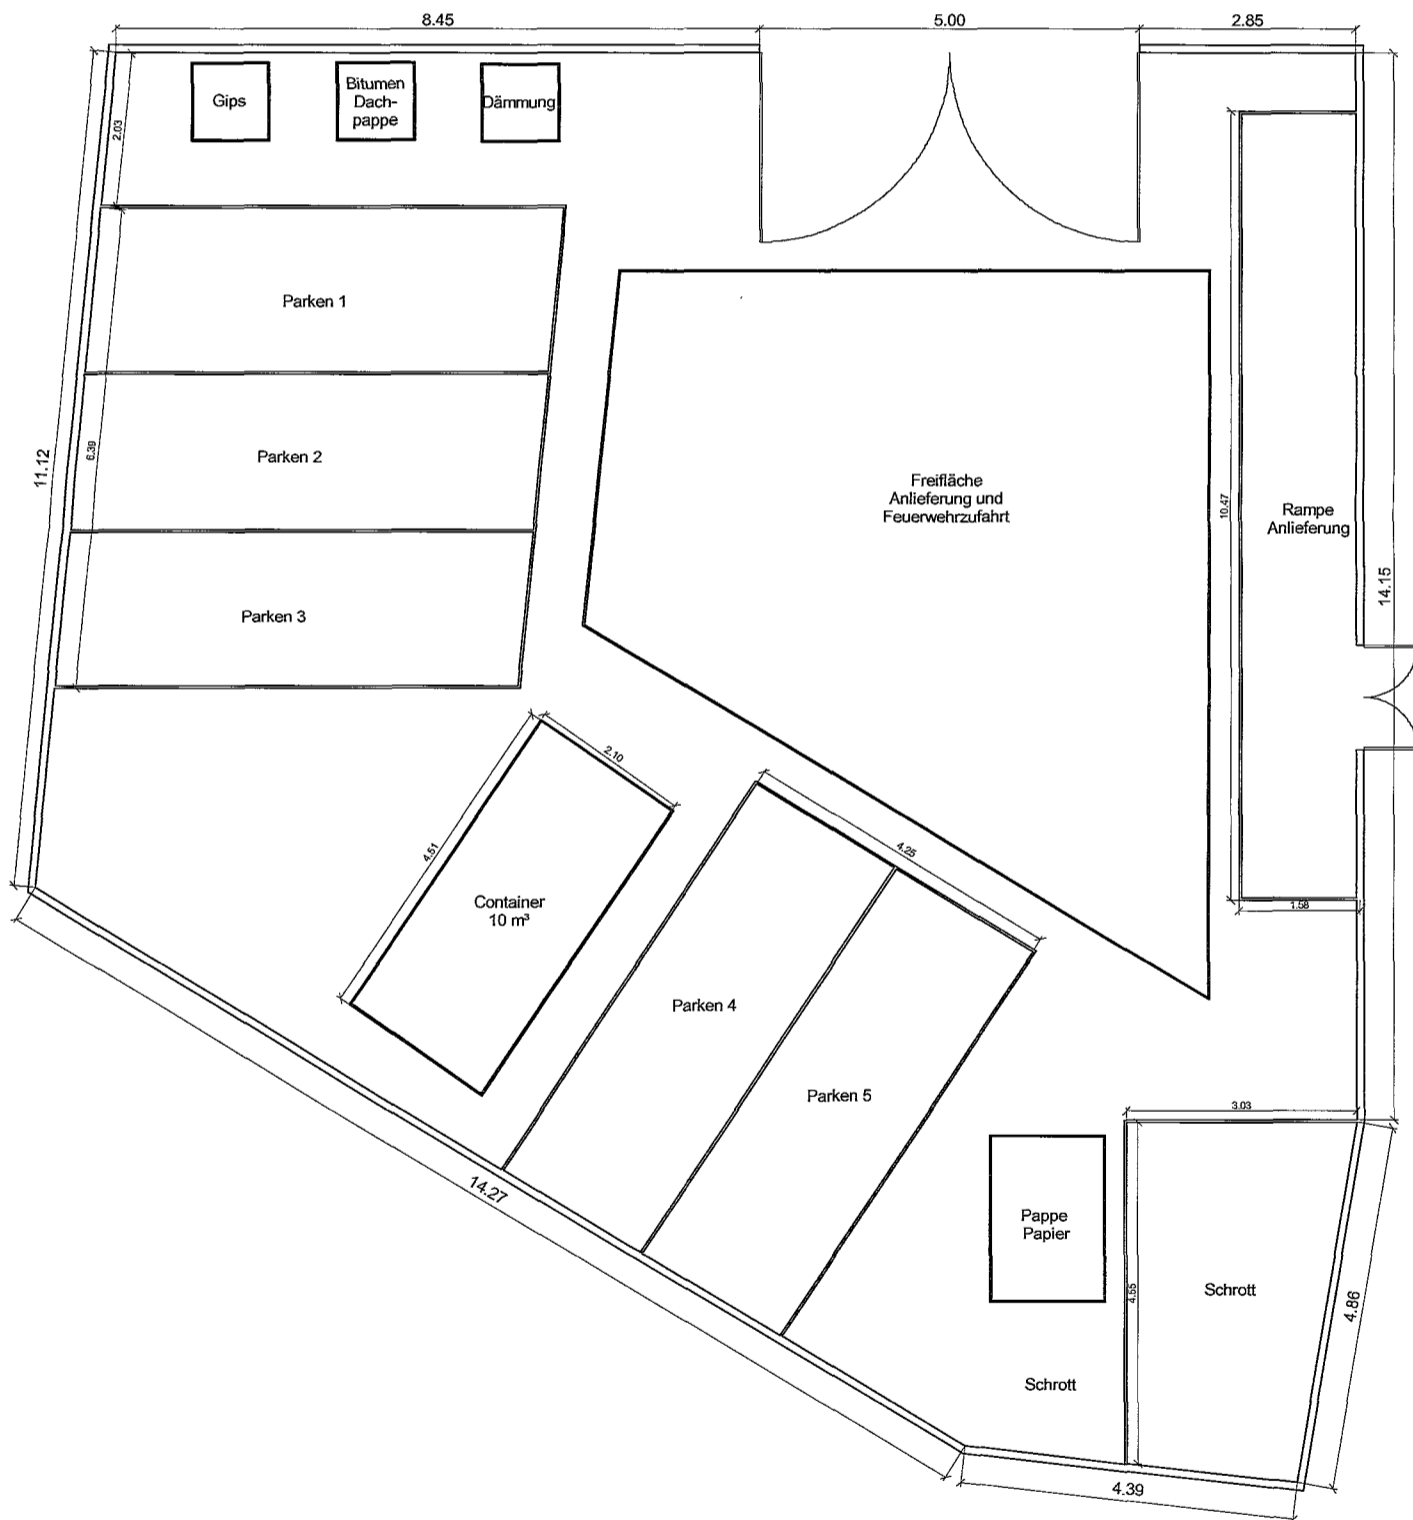 8.45
5.00
2.85
Gips
Bitumen
Dach-
pappe
Dämmung
2.03
Parken 1
Parken 2
6.39
11.12
Parken 3
Freifläche
Anlieferung und
Feuerwehrzufahrt
10.47
Rampe
Anlieferung
14.15
1.58
2.10
4.51
Container
10 m³
4.25
Parken 4
Parken 5
14.27
3.03
Pappe
Papier
4.55
Schrott
4.86
Schrott
4.39